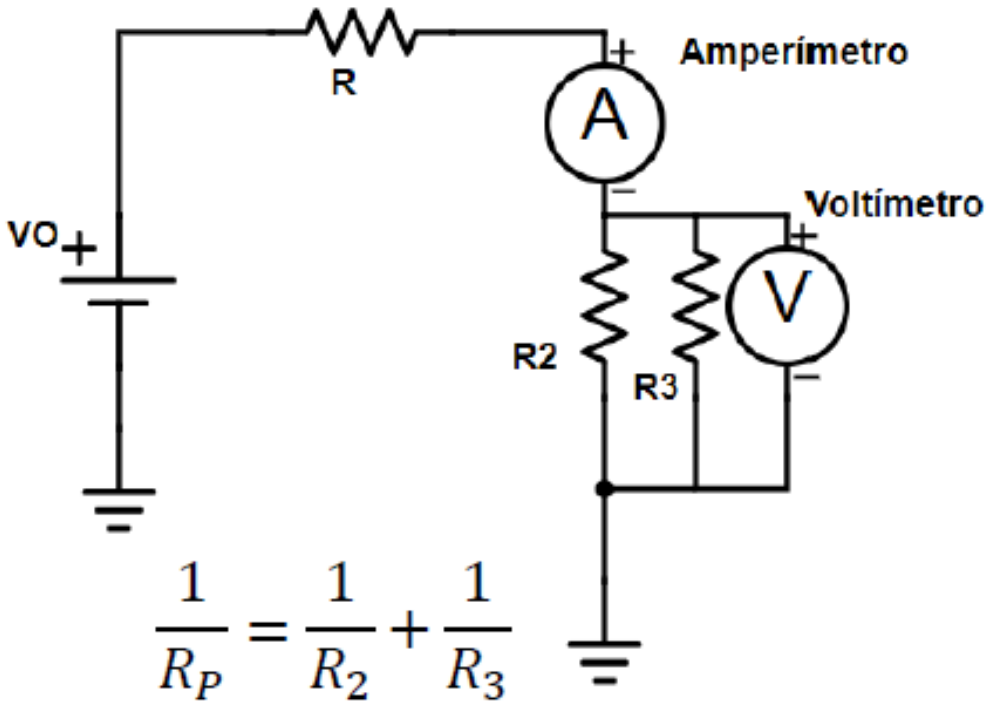 R
+
Amperímetro
A
−
Voltímetro
VO
+
+
V
R2
R3
−
1/R_P = 1/R_2 + 1/R_3